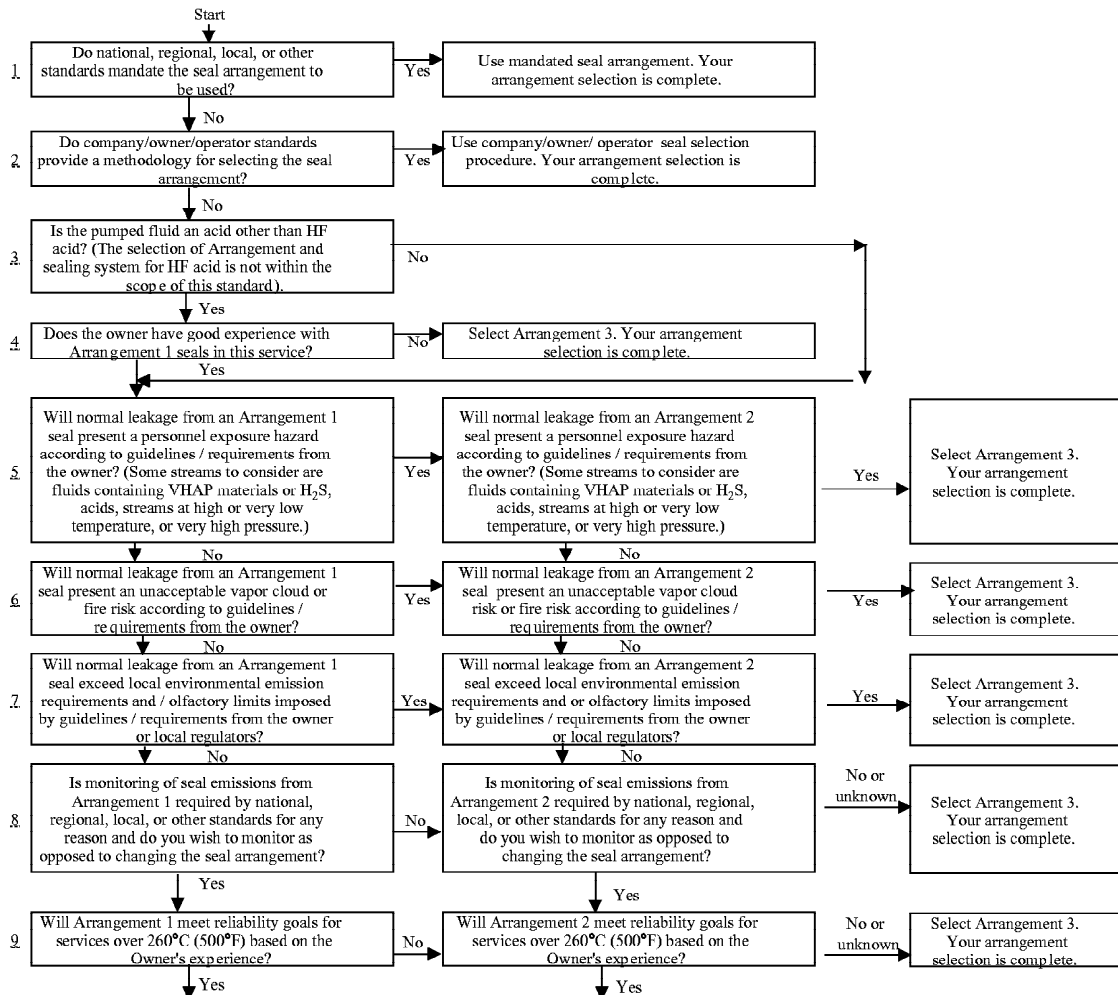 Start
1
Do national, regional, local, or other
standards mandate the seal arrangement to
be used?
Yes
Use mandated seal arrangement. Your
arrangement selection is complete.
No
2
Do company/owner/operator standards
provide a methodology for selecting the seal
arrangement?
Yes
Use company/owner/ operator seal selection
procedure. Your arrangement selection is
complete.
No
3
Is the pumped fluid an acid other than HF
acid? (The selection of Arrangement and
sealing system for HF acid is not within the
scope of this standard).
No
Yes
4
Does the owner have good experience with
Arrangement 1 seals in this service?
No
Select Arrangement 3. Your arrangement
selection is complete.
Yes
5
Will normal leakage from an Arrangement 1
seal present a personnel exposure hazard
according to guidelines / requirements from
the owner? (Some streams to consider are
fluids containing VHAP materials or H2S,
acids, streams at high or very low
temperature, or very high pressure.)
Yes
Will normal leakage from an Arrangement 2
seal present a personnel exposure hazard
according to guidelines / requirements from
the owner? (Some streams to consider are
fluids containing VHAP materials or H2S,
acids, streams at high or very low
temperature, or very high pressure.)
Yes
Select Arrangement 3.
Your arrangement
selection is complete.
No
No
6
Will normal leakage from an Arrangement 1
seal present an unacceptable vapor cloud or
fire risk according to guidelines /
requirements from the owner?
Yes
Will normal leakage from an Arrangement 2
seal present an unacceptable vapor cloud
risk or fire risk according to guidelines /
requirements from the owner?
Yes
Select Arrangement 3.
Your arrangement
selection is complete.
No
No
7
Will normal leakage from an Arrangement 1
seal exceed local environmental emission
requirements and / olfactory limits imposed
by guidelines / requirements from the owner
or local regulators?
Yes
Will normal leakage from an Arrangement 2
seal exceed local environmental emission
requirements and or olfactory limits imposed
by guidelines / requirements from the owner
or local regulators?
Yes
Select Arrangement 3.
Your arrangement
selection is complete.
No
No
8
Is monitoring of seal emissions from
Arrangement 1 required by national,
regional, local, or other standards for any
reason and do you wish to monitor as
opposed to changing the seal arrangement?
No
Is monitoring of seal emissions from
Arrangement 2 required by national, regional,
local, or other standards for any reason and
do you wish to monitor as opposed to
changing the seal arrangement?
No or
unknown
Select Arrangement 3.
Your arrangement
selection is complete.
Yes
Yes
9
Will Arrangement 1 meet reliability goals for
services over 260°C (500°F) based on the
Owner's experience?
No
Will Arrangement 2 meet reliability goals for
services over 260°C (500°F) based on the
Owner's experience?
No or
unknown
Select Arrangement 3.
Your arrangement
selection is complete.
Yes
Yes